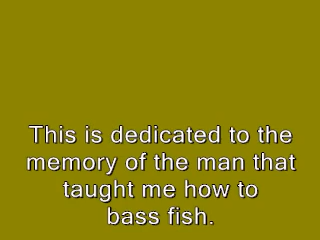 This is dedicated to the
memory of the man that
taught me how to
bass fish.